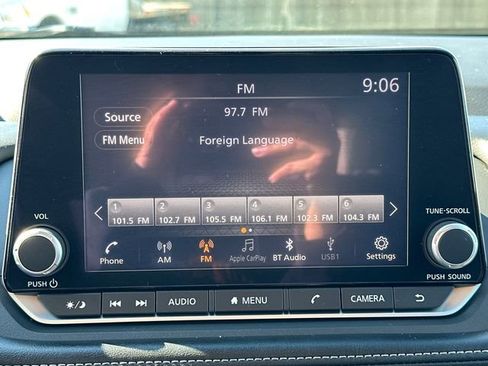 FM
9:06
Source
97.7 FM
FM Menu
Foreign Language
1 2 3 4 5 6
101.5 FM 102.7 FM 105.5 FM 106.1 FM 102.3 FM 104.3 FM
VOL
TUNE·SCROLL
Phone AM FM Apple CarPlay BT Audio USB1 Settings
PUSH
PUSH SOUND
AUDIO MENU CAMERA